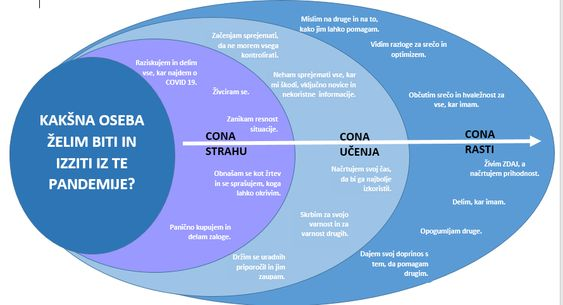 KAKŠNA OSEBA
ŽELIM BITI IN
IZZITI IZ TE
PANDEMIJE?
Raziskujem in delim
vse, kar najdem o
COVID 19.
Živciram se.
Zanikam resnost
situacije.
CONA
STRAHU
Obnašam se kot žrtev
in se sprašujem, koga
lahko okrivim.
Panično kupujem in
delam zaloge.
Začenjam sprejemati,
da ne morem vsega
kontrolirati.
Neham sprejemati vse, kar
mi škodi, vključno novice in
nekoristne informacije.
CONA
UČENJA
Načrtujem svoj čas,
da bi ga najbolje
izkoristil.
Skrbim za svojo
varnost in za
varnost drugih.
Držim se uradnih
priporočil in jim
zaupam.
Mislim na druge in na to,
kako jim lahko pomagam.
Vidim razloge za srečo in
optimizem.
Občutim srečo in hvaležnost za
vse, kar imam.
CONA
RASTI
Živim ZDAJ, a
načrtujem prihodnost.
Delim, kar imam.
Opogumljam druge.
Dajem svoj doprinos s
tem, da pomagam
drugim.